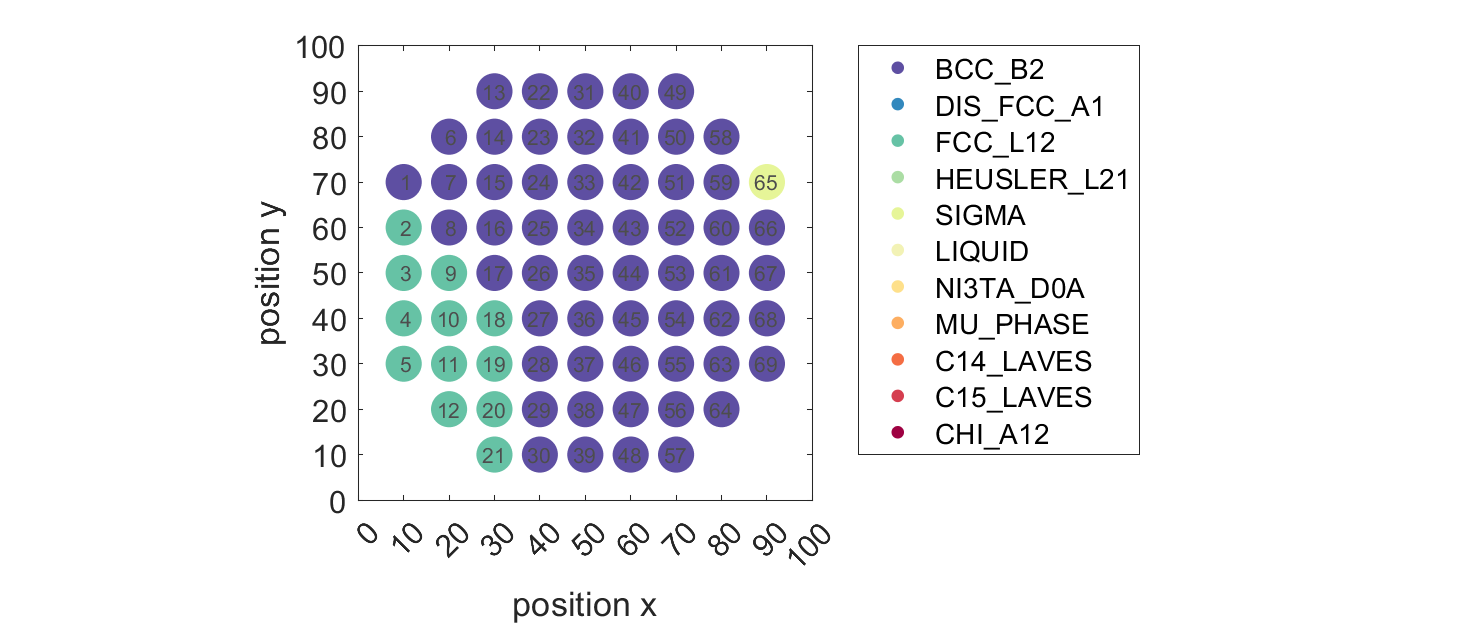 100
90
80
70
60
50
40
30
20
10
0
position y
13 22 31 40 49
6 14 23 32 41 50 58
1 7 15 24 33 42 51 59 65
2 8 16 25 34 43 52 60 66
3 9 17 26 35 44 53 61 67
4 10 18 27 36 45 54 62 68
5 11 19 28 37 46 55 63 69
12 20 29 38 47 56 64
21 30 39 48 57
0 10 20 30 40 50 60 70 80 90 100
position x
BCC_B2
DIS_FCC_A1
FCC_L12
HEUSLER_L21
SIGMA
LIQUID
NI3TA_D0A
MU_PHASE
C14_LAVES
C15_LAVES
CHI_A12